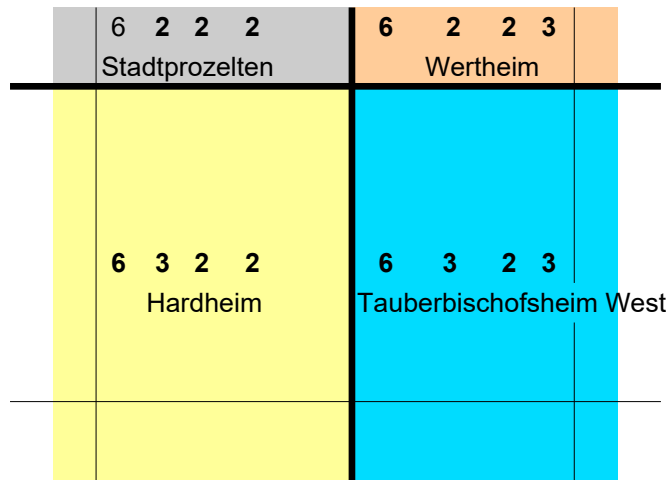 6 2 2 2
Stadtprozelten
6 2 2 3
Wertheim
6 3 2 2
Hardheim
6 3 2 3
Tauberbischofsheim West